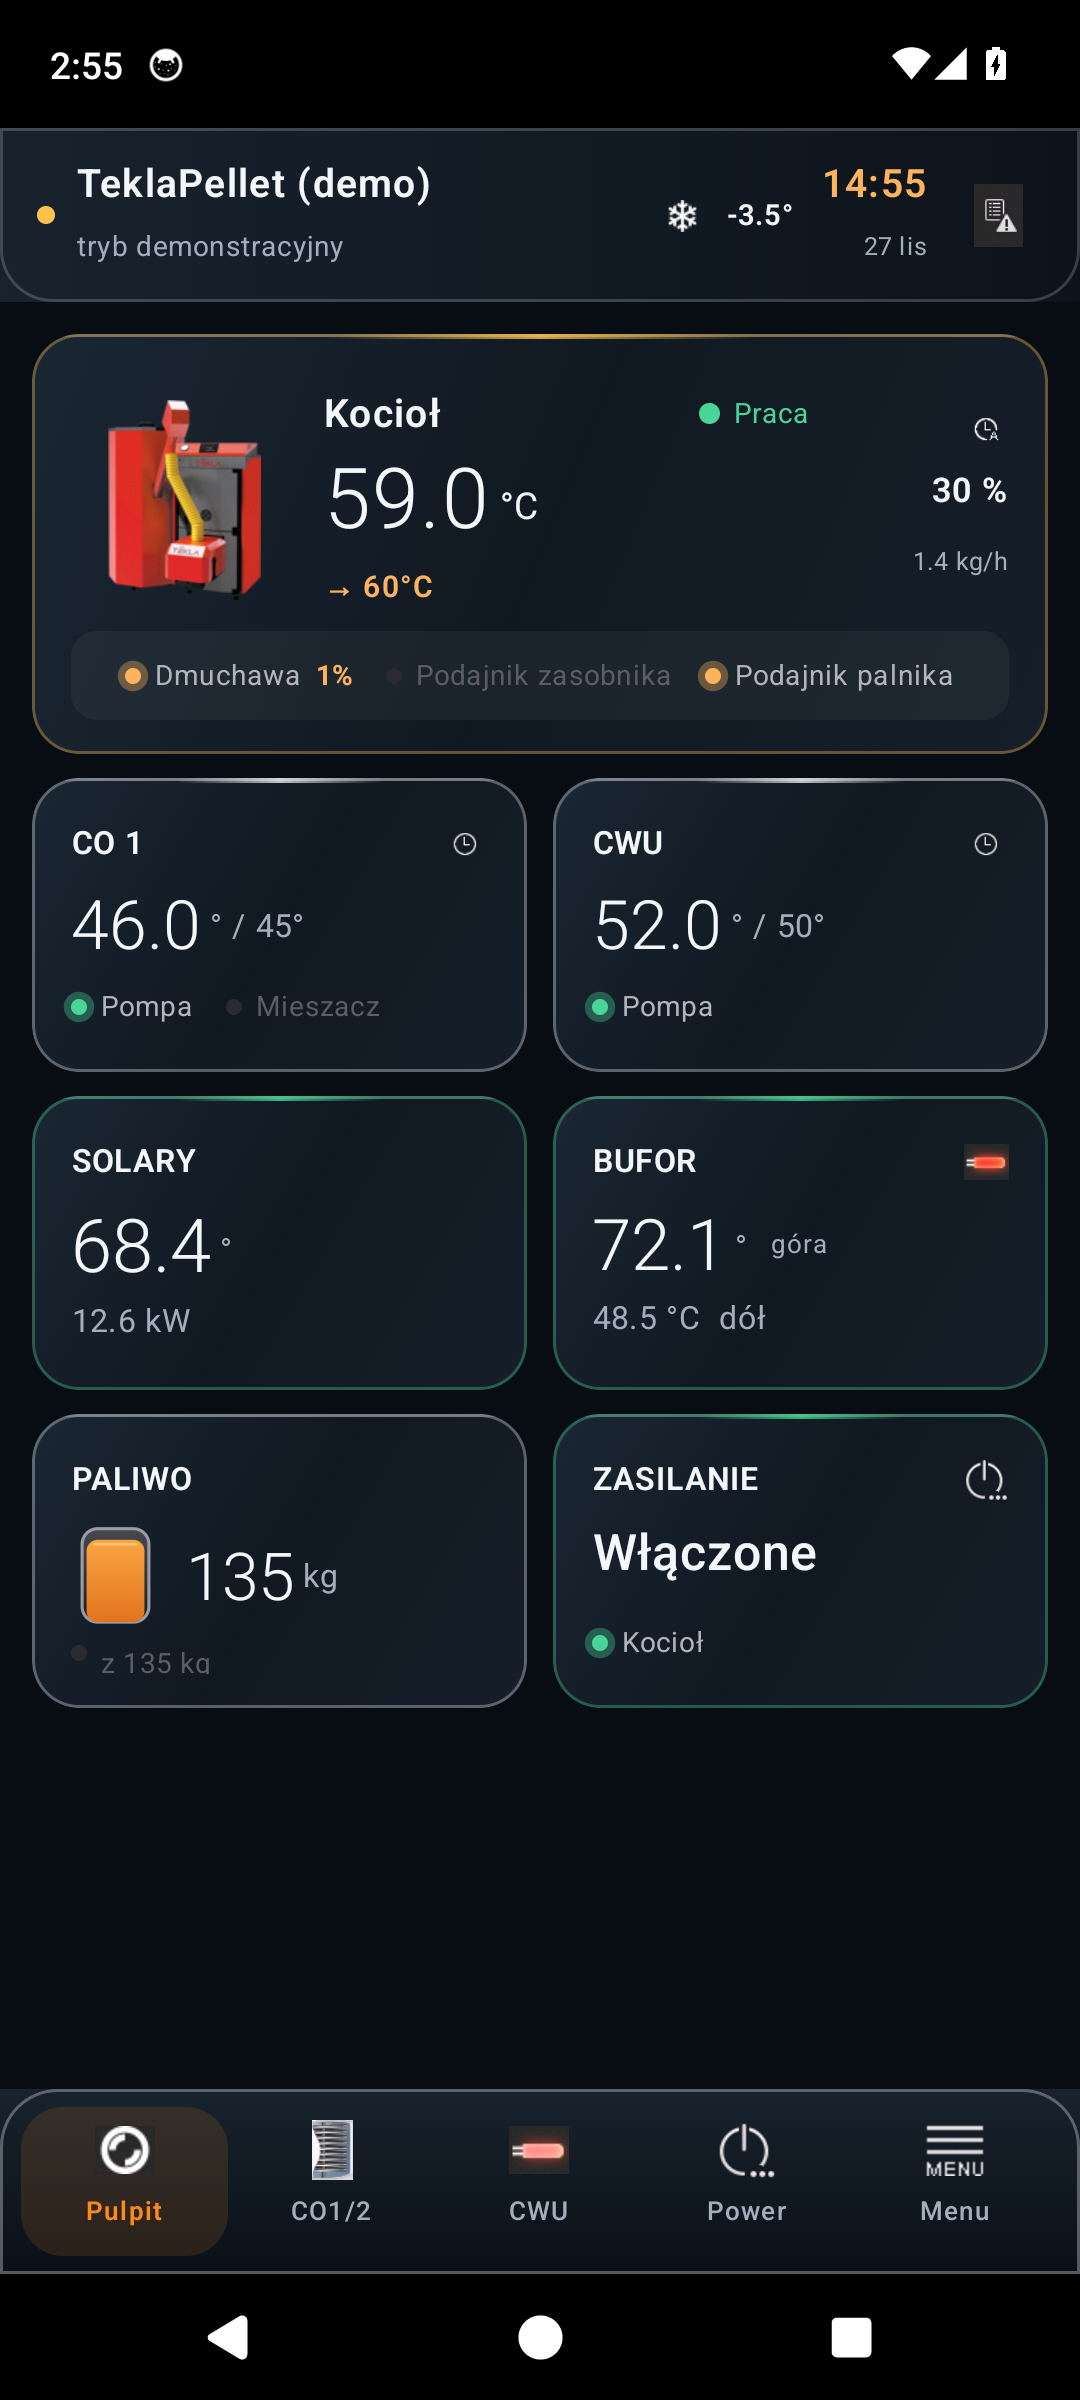 2:55
TeklaPellet (demo)
tryb demonstracyjny
-3.5°
14:55
27 lis
Kocioł
Praca
59.0 °C
→ 60°C
30 %
1.4 kg/h
TEKLA
Dmuchawa 1%
Podajnik zasobnika
Podajnik palnika
CO 1
46.0 ° / 45°
Pompa
Mieszacz
CWU
52.0 ° / 50°
Pompa
SOLARY
68.4 °
12.6 kW
BUFOR
72.1 ° góra
48.5 °C dół
PALIWO
135 kg
z 135 kg
ZASILANIE
Włączone
Kocioł
MENU
Pulpit
CO1/2
CWU
Power
Menu